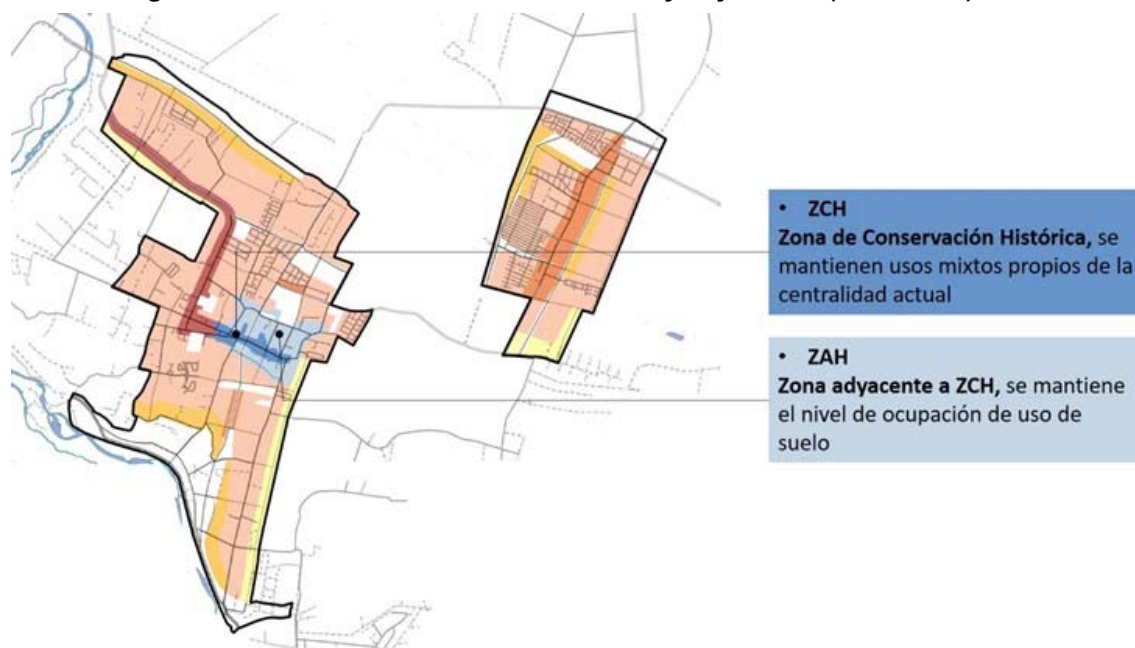 • ZCH
Zona de Conservación Histórica, se
mantienen usos mixtos propios de la
centralidad actual
• ZAH
Zona adyacente a ZCH, se mantiene
el nivel de ocupación de uso de
suelo